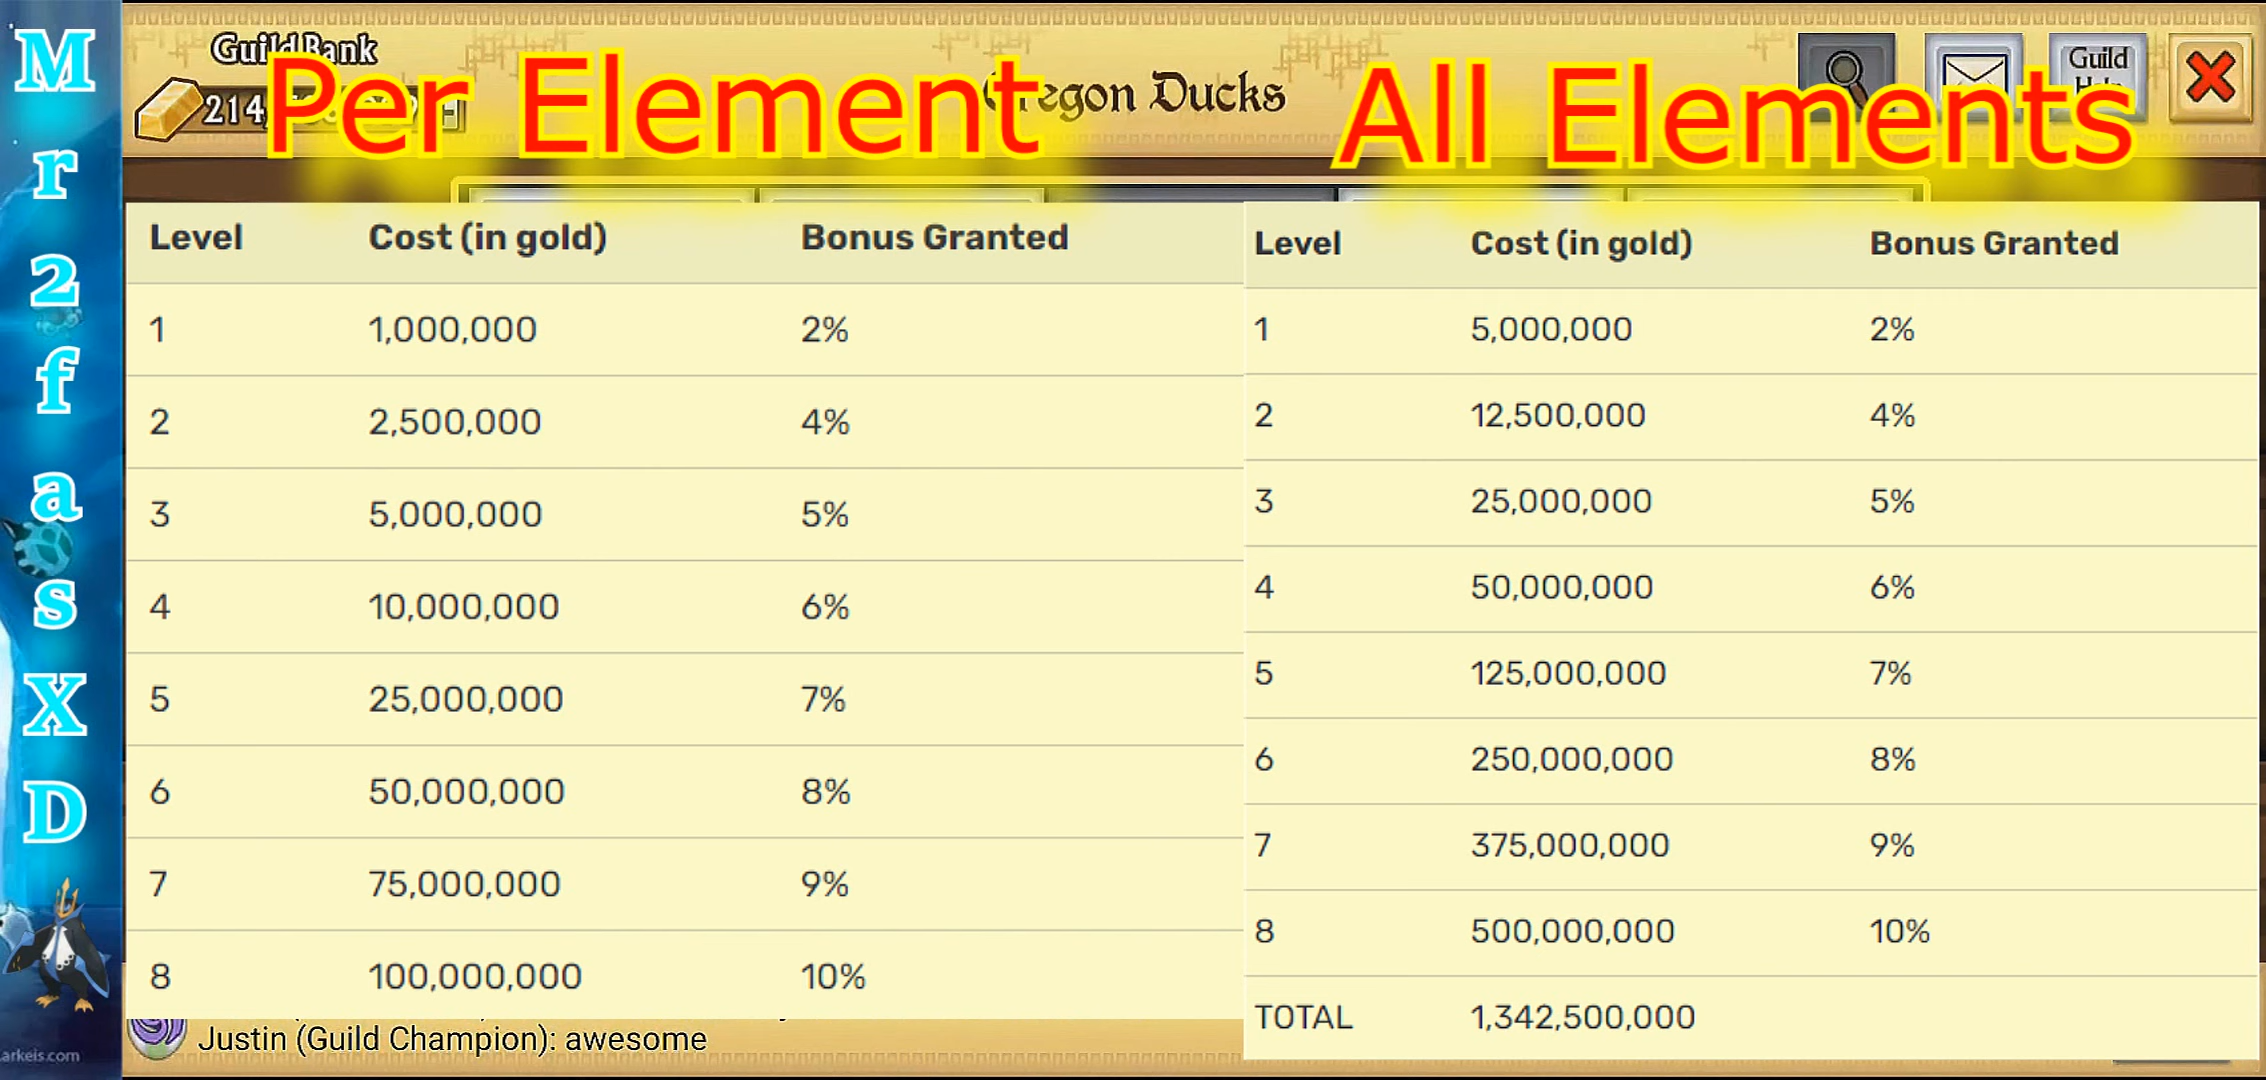 Mr2fasXD
Guild Bank
214,
Per Element
Oregon Ducks
All Elements
Guild
Level Cost (in gold) Bonus Granted
1 1,000,000 2%
2 2,500,000 4%
3 5,000,000 5%
4 10,000,000 6%
5 25,000,000 7%
6 50,000,000 8%
7 75,000,000 9%
8 100,000,000 10%
Level Cost (in gold) Bonus Granted
1 5,000,000 2%
2 12,500,000 4%
3 25,000,000 5%
4 50,000,000 6%
5 125,000,000 7%
6 250,000,000 8%
7 375,000,000 9%
8 500,000,000 10%
TOTAL 1,342,500,000
Justin (Guild Champion): awesome
arkeis.com